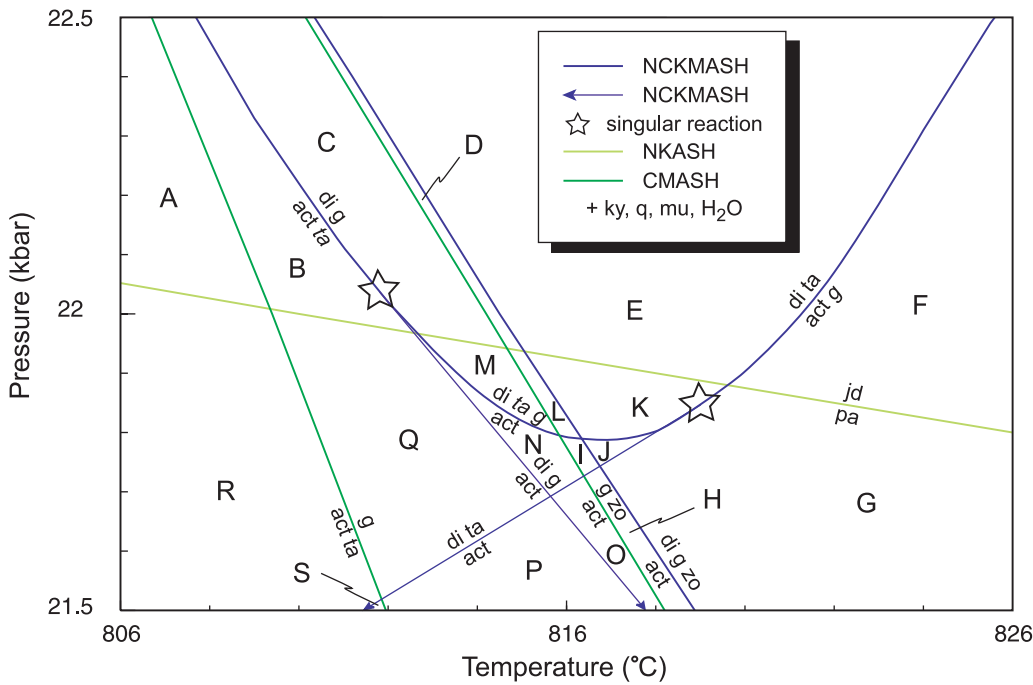 22.5
22
21.5
Pressure (kbar)
806
816
826
Temperature (°C)
NCKMASH
NCKMASH
singular reaction
NKASH
CMASH
+ ky, q, mu, H₂O
A
B
C
D
E
F
G
H
I
J
K
L
M
N
O
P
Q
R
S
di g
act ta
di ta g
act
di g
act
di ta
act
g
act ta
g zo
act
di g zo
act
di ta
act g
jd
pa